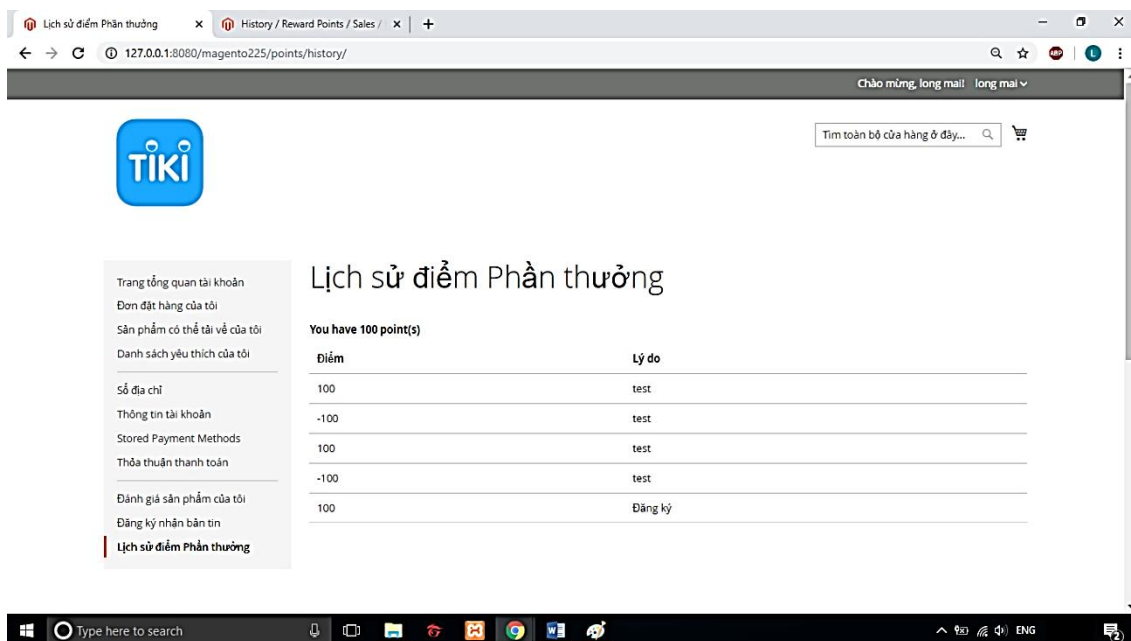 Lịch sử điểm Phần thưởng
History / Reward Points / Sales /
127.0.0.1:8080/magento225/points/history/
ABP
L
Chào mừng, long mai! long mai
TIKI
Tìm toàn bộ cửa hàng ở đây...
Trang tổng quan tài khoản
Đơn đặt hàng của tôi
Sản phẩm có thể tải về của tôi
Danh sách yêu thích của tôi
Sổ địa chỉ
Thông tin tài khoản
Stored Payment Methods
Thỏa thuận thanh toán
Đánh giá sản phẩm của tôi
Đăng ký nhận bản tin
Lịch sử điểm Phần thưởng
Lịch sử điểm Phần thưởng
You have 100 point(s)
Điểm Lý do
100 test
-100 test
100 test
-100 test
100 Đăng ký
Type here to search
ENG
2